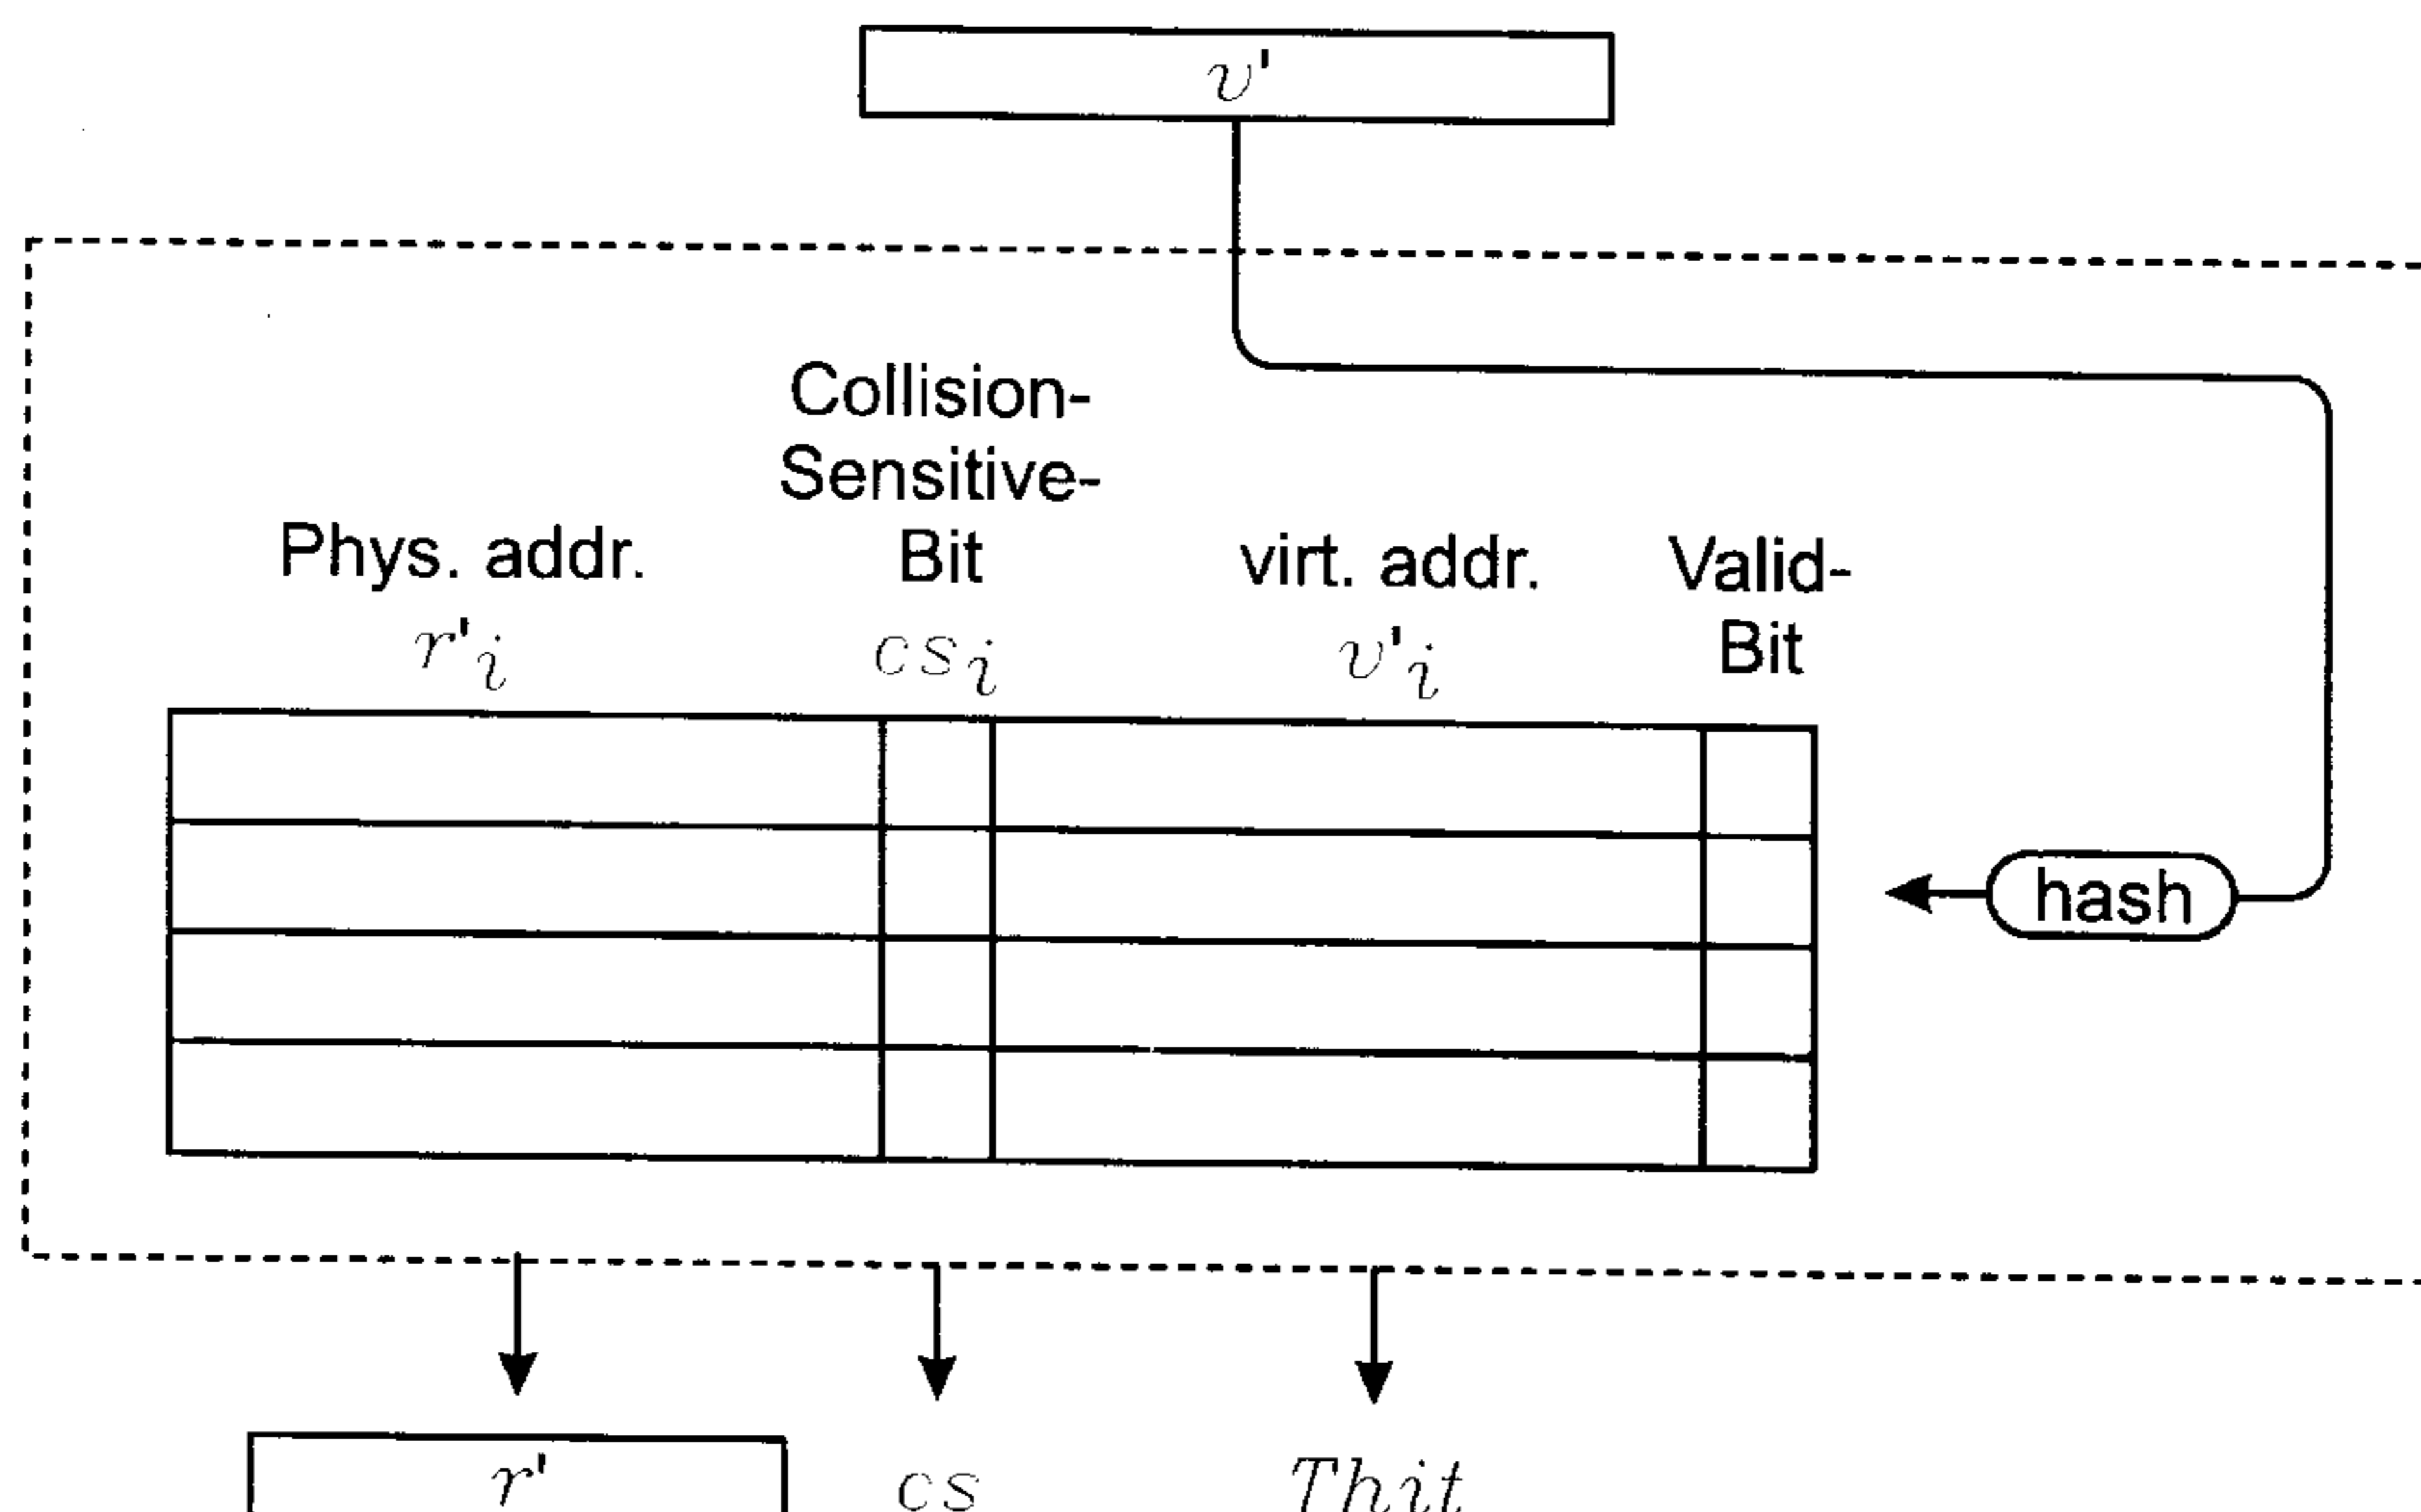 v'
Collision-
Sensitive-
Phys. addr. Bit virt. addr. Valid-
r'i csi v'i Bit
hash
r' cs Thit